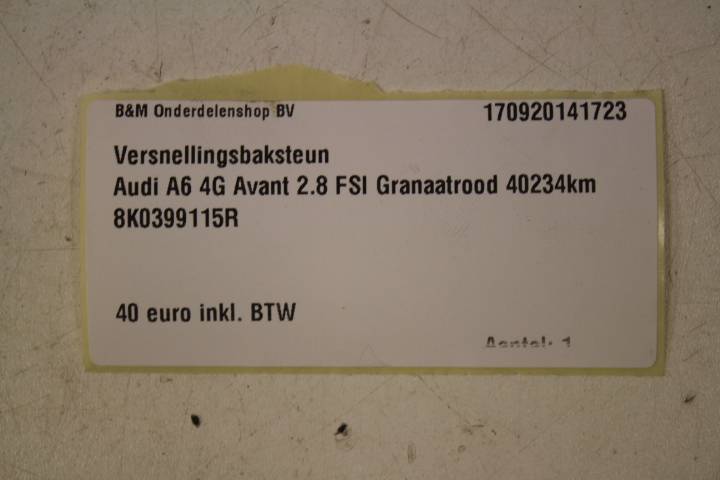 B&M Onderdelenshop BV 170920141723
Versnellingsbaksteun
Audi A6 4G Avant 2.8 FSI Granaatrood 40234km
8K0399115R
40 euro inkl. BTW
Aantal: 1